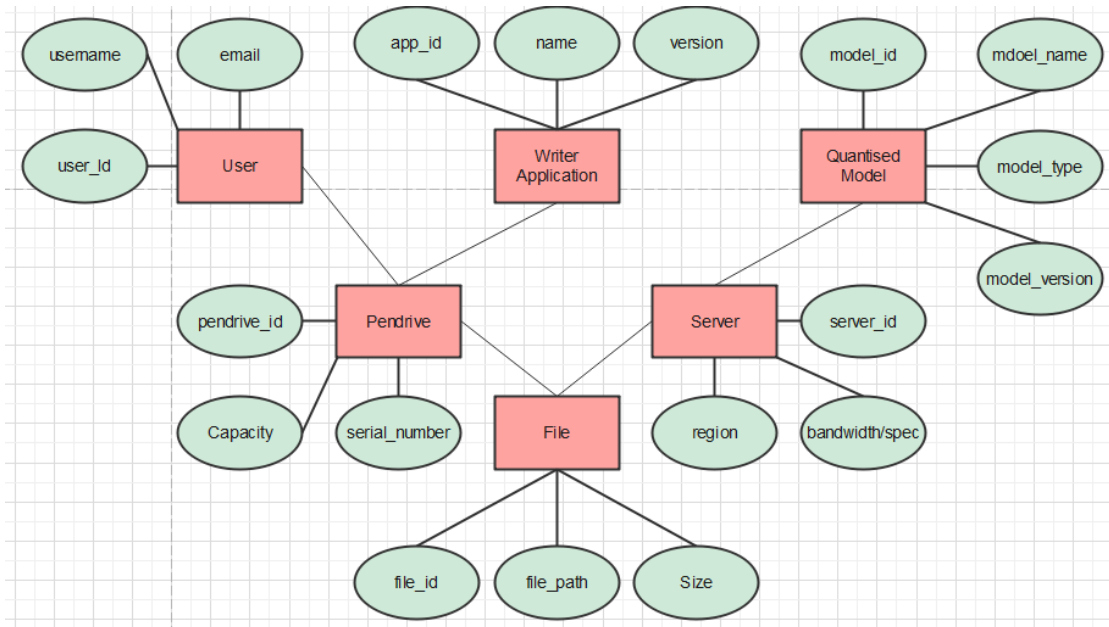 username
email
app_id
name
version
model_id
mdoel_name
user_Id
User
Writer
Application
Quantised
Model
model_type
model_version
pendrive_id
Pendrive
Server
server_id
Capacity
serial_number
File
region
bandwidth/spec
file_id
file_path
Size